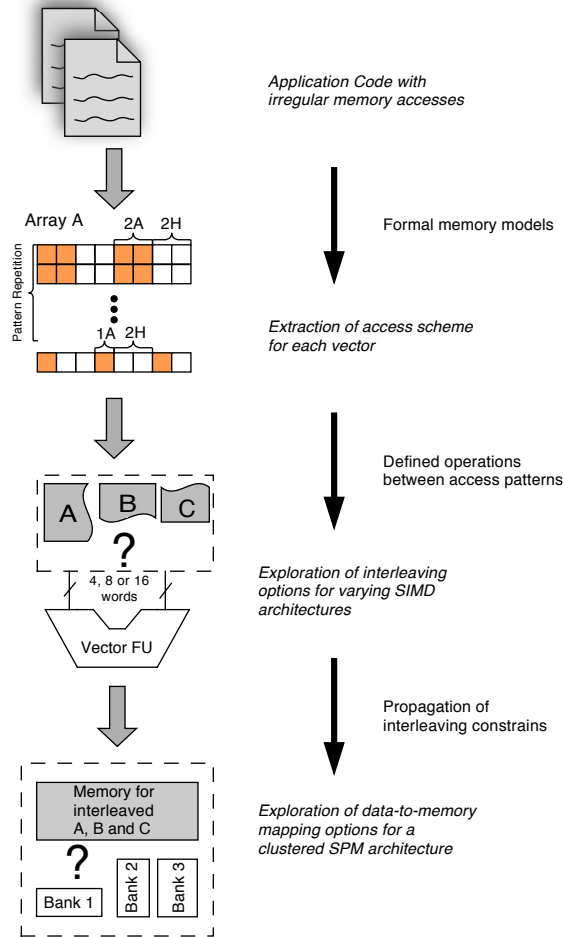 Application Code with
irregular memory accesses
Formal memory models
Array A
2A 2H
Pattern Repetition
1A 2H
Extraction of access scheme
for each vector
Defined operations
between access patterns
A B C
?
4, 8 or 16
words
Vector FU
Exploration of interleaving
options for varying SIMD
architectures
Propagation of
interleaving constrains
Memory for
interleaved
A, B and C
?
Bank 1
Bank 2
Bank 3
Exploration of data-to-memory
mapping options for a
clustered SPM architecture